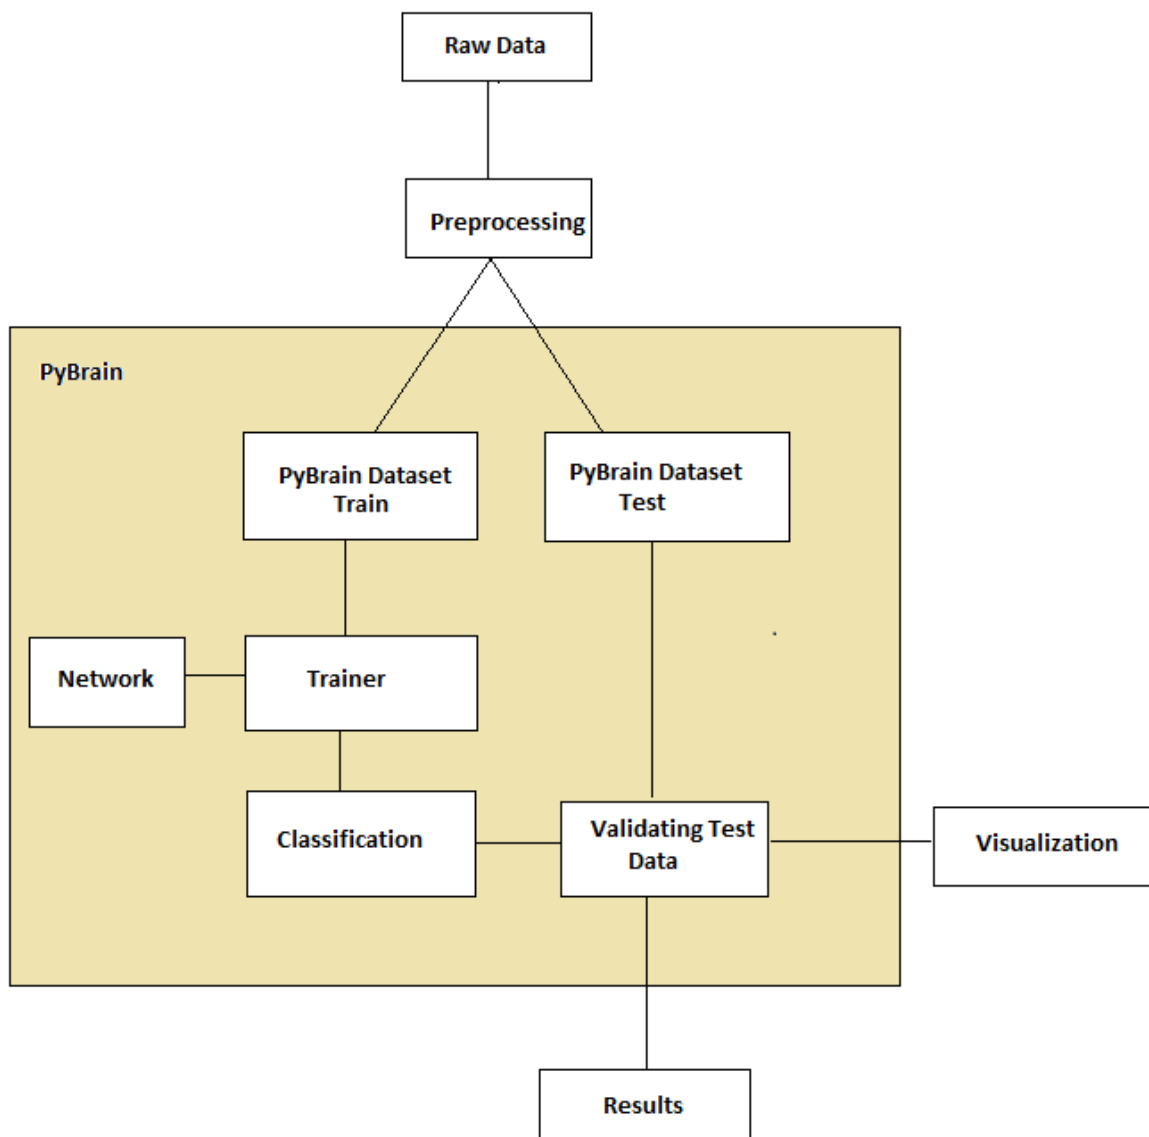 Raw Data
Preprocessing
PyBrain
PyBrain Dataset
Train
PyBrain Dataset
Test
Network
Trainer
Classification
Validating Test
Data
Visualization
Results